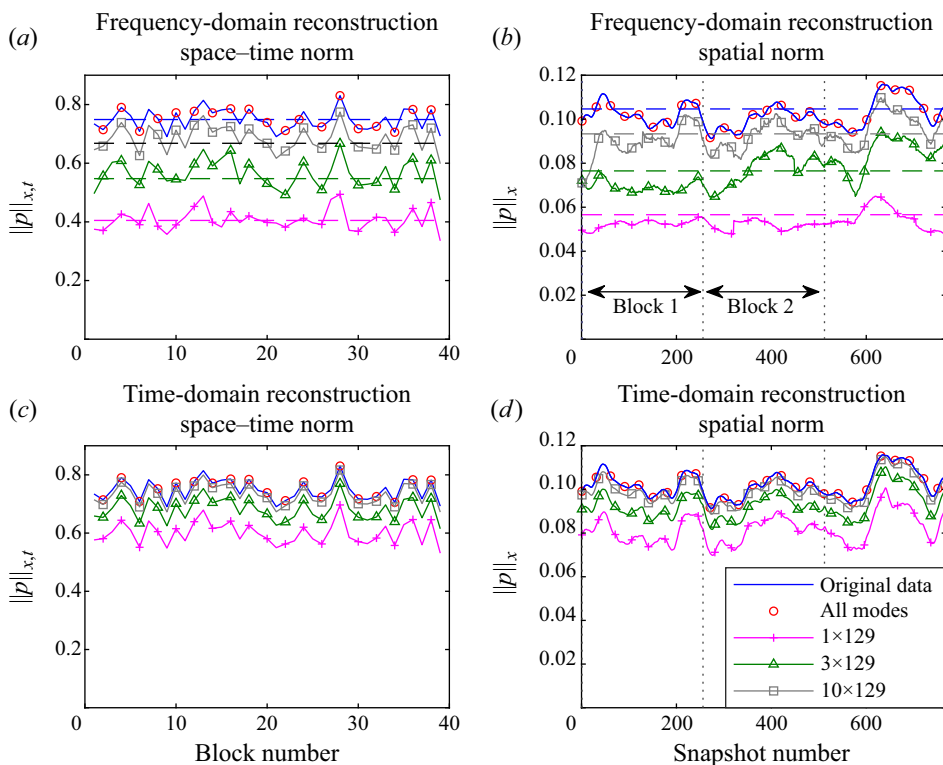 (a)
Frequency-domain reconstruction
space–time norm
0.8
0.6
0.4
0.2
||p||x,t
0
10
20
30
40
(b)
Frequency-domain reconstruction
spatial norm
0.12
0.10
0.08
0.06
0.04
0.02
||p||x
Block 1
Block 2
0
200
400
600
(c)
Time-domain reconstruction
space–time norm
0.8
0.6
0.4
0.2
||p||x,t
0
10
20
30
40
Block number
(d)
Time-domain reconstruction
spatial norm
0.12
0.10
0.08
0.06
0.04
0.02
||p||x
Original data
All modes
1×129
3×129
10×129
0
200
400
600
Snapshot number